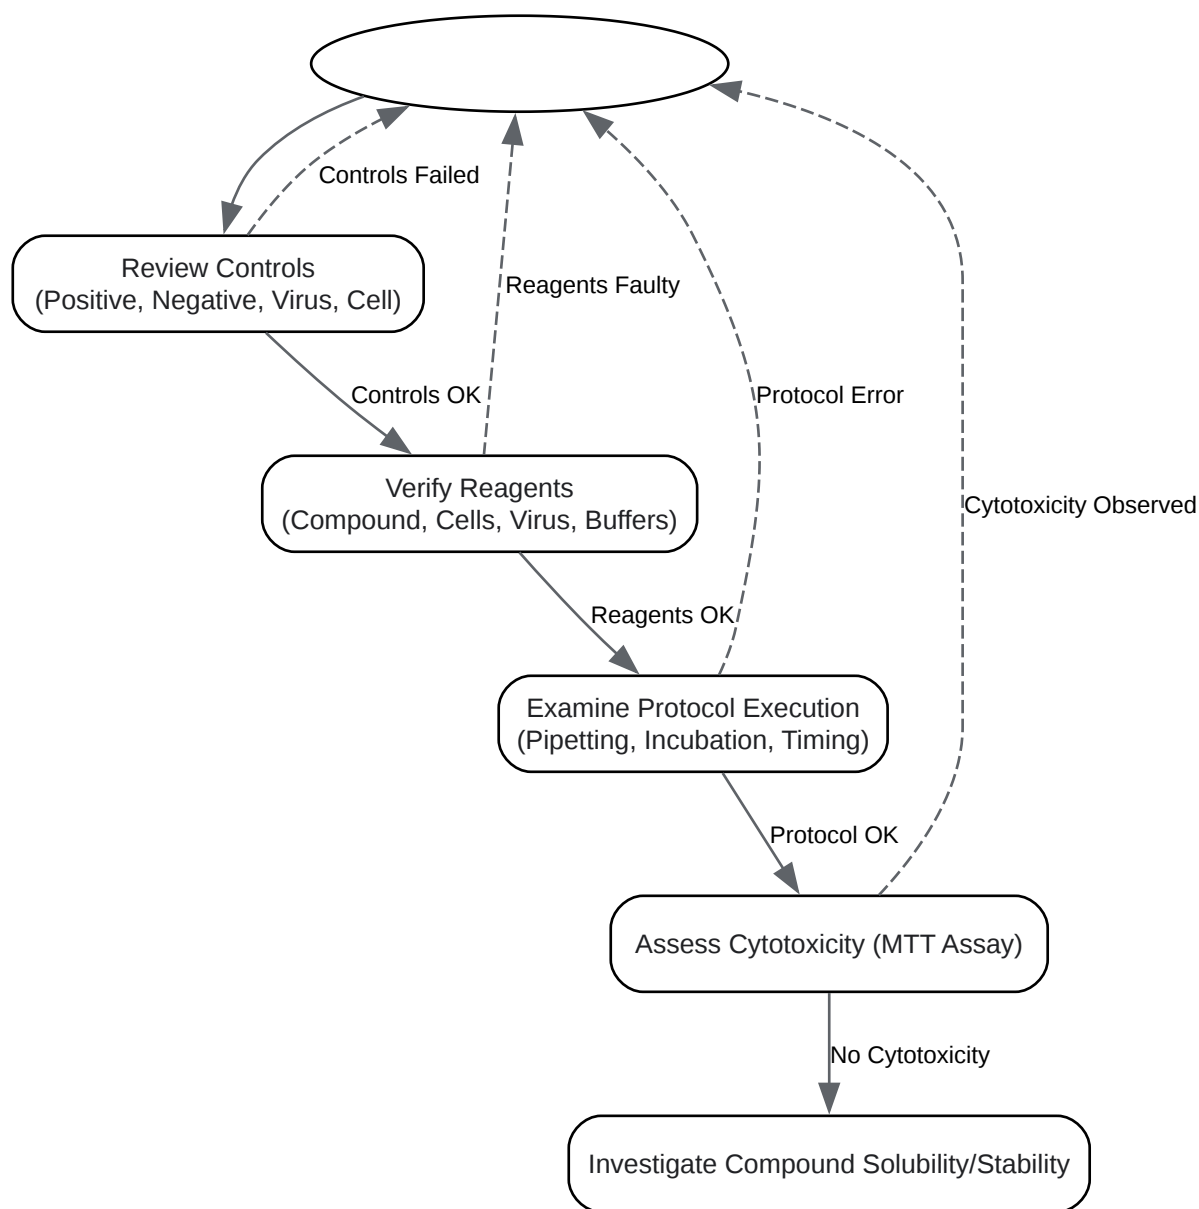 Controls Failed
Review Controls
(Positive, Negative, Virus, Cell)
Reagents Faulty
Controls OK
Protocol Error
Verify Reagents
(Compound, Cells, Virus, Buffers)
Cytotoxicity Observed
Reagents OK
Examine Protocol Execution
(Pipetting, Incubation, Timing)
Protocol OK
Assess Cytotoxicity (MTT Assay)
No Cytotoxicity
Investigate Compound Solubility/Stability